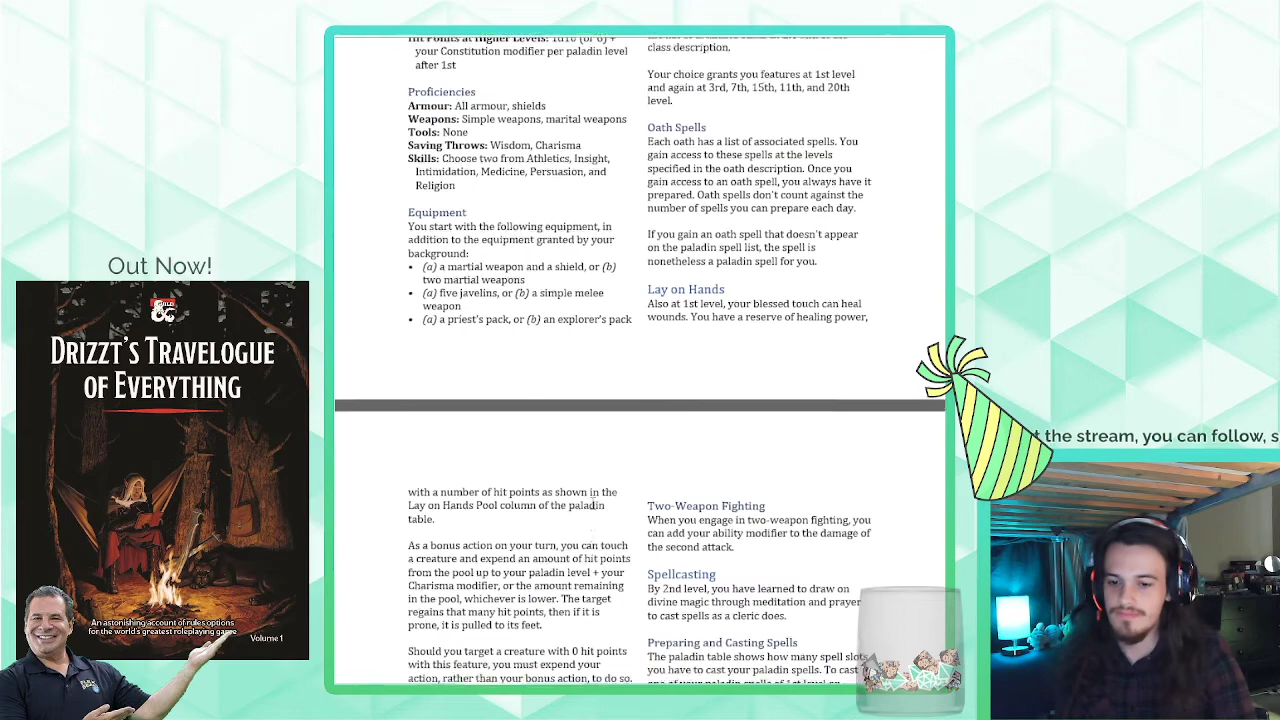 Hit Points at Higher Levels: 1d10 (or 6) +
your Constitution modifier per paladin level
after 1st
Proficiencies
Armour: All armour, shields
Weapons: Simple weapons, marital weapons
Tools: None
Saving Throws: Wisdom, Charisma
Skills: Choose two from Athletics, Insight,
Intimidation, Medicine, Persuasion, and
Religion
Equipment
You start with the following equipment, in
addition to the equipment granted by your
background:
• (a) a martial weapon and a shield, or (b)
two martial weapons
• (a) five javelins, or (b) a simple melee
weapon
• (a) a priest's pack, or (b) an explorer's pack
class description.
Your choice grants you features at 1st level
and again at 3rd, 7th, 15th, 11th, and 20th
level.
Oath Spells
Each oath has a list of associated spells. You
gain access to these spells at the levels
specified in the oath description. Once you
gain access to an oath spell, you always have it
prepared. Oath spells don't count against the
number of spells you can prepare each day.
If you gain an oath spell that doesn't appear
on the paladin spell list, the spell is
nonetheless a paladin spell for you.
Lay on Hands
Also at 1st level, your blessed touch can heal
wounds. You have a reserve of healing power,
with a number of hit points as shown in the
Lay on Hands Pool column of the paladin
table.
As a bonus action on your turn, you can touch
a creature and expend an amount of hit points
from the pool up to your paladin level + your
Charisma modifier, or the amount remaining
in the pool, whichever is lower. The target
regains that many hit points, then if it is
prone, it is pulled to its feet.
Should you target a creature with 0 hit points
with this feature, you must expend your
action, rather than your bonus action, to do so.
Two-Weapon Fighting
When you engage in two-weapon fighting, you
can add your ability modifier to the damage of
the second attack.
Spellcasting
By 2nd level, you have learned to draw on
divine magic through meditation and prayer
to cast spells as a cleric does.
Preparing and Casting Spells
The paladin table shows how many spell slots
you have to cast your paladin spells. To cast
one of your paladin spells of 1st level or
Out Now!
&
DRIZZT'S TRAVELOGUE
OF EVERYTHING
An astonishing account of rules options
for the world's greatest roleplaying game
Volume 1
t the stream, you can follow, s